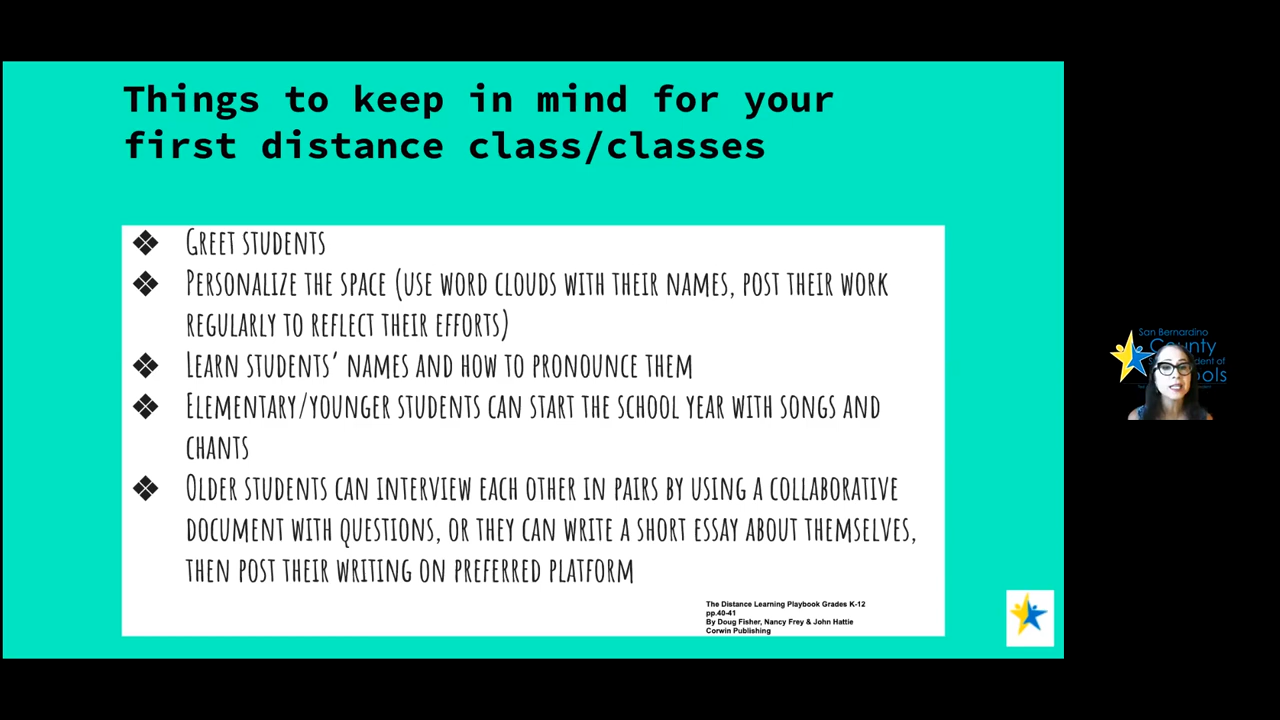 Things to keep in mind for your
first distance class/classes
❖ Greet students
❖ Personalize the space (use word clouds with their names, post their work
regularly to reflect their efforts)
❖ Learn students’ names and how to pronounce them
❖ Elementary/younger students can start the school year with songs and
chants
❖ Older students can interview each other in pairs by using a collaborative
document with questions, or they can write a short essay about themselves,
then post their writing on preferred platform
The Distance Learning Playbook Grades K-12
pp.40-41
By Doug Fisher, Nancy Frey & John Hattie
Corwin Publishing
San Bernardino
County